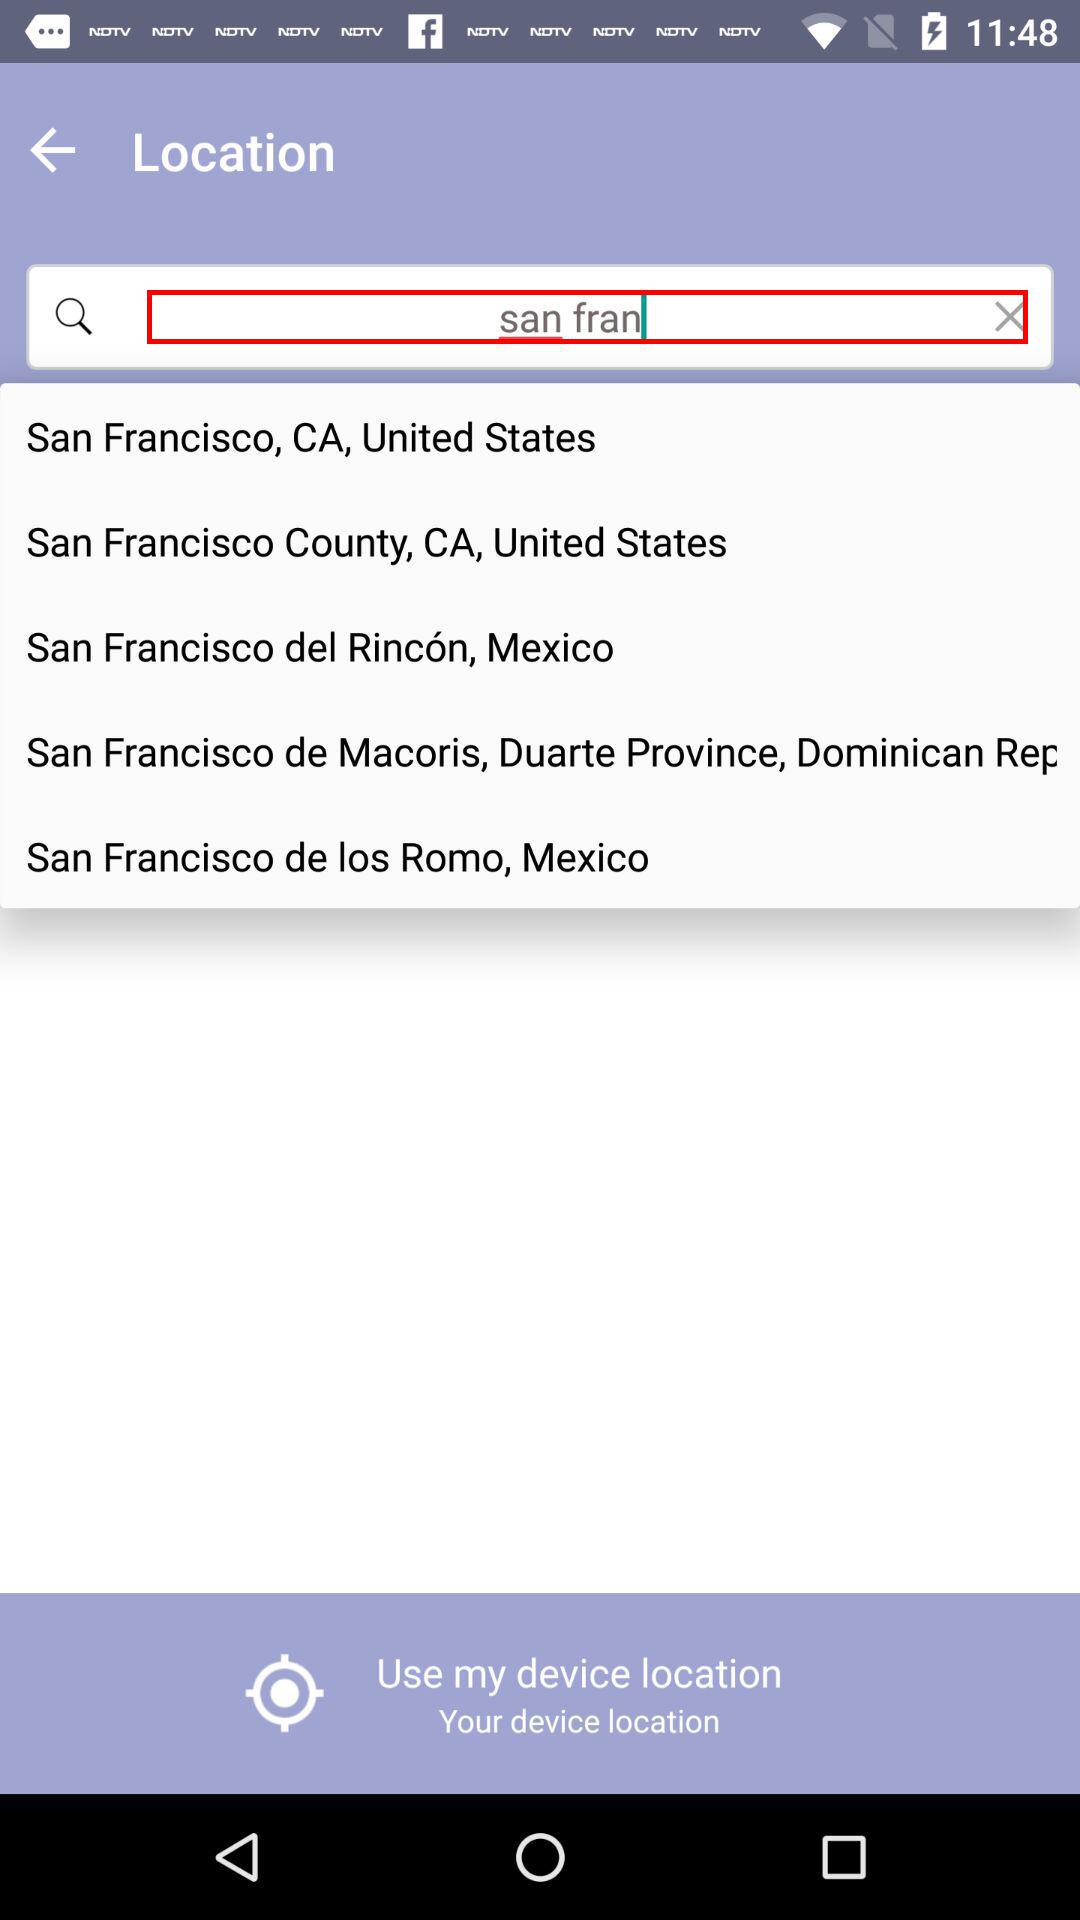 NDTV NDTV NDTV NDTV NDTV f NDTV NDTV NDTV NDTV NDTV 11:48
Location
san fran
San Francisco, CA, United States
San Francisco County, CA, United States
San Francisco del Rincón, Mexico
San Francisco de Macoris, Duarte Province, Dominican Rep
San Francisco de los Romo, Mexico
Use my device location
Your device location